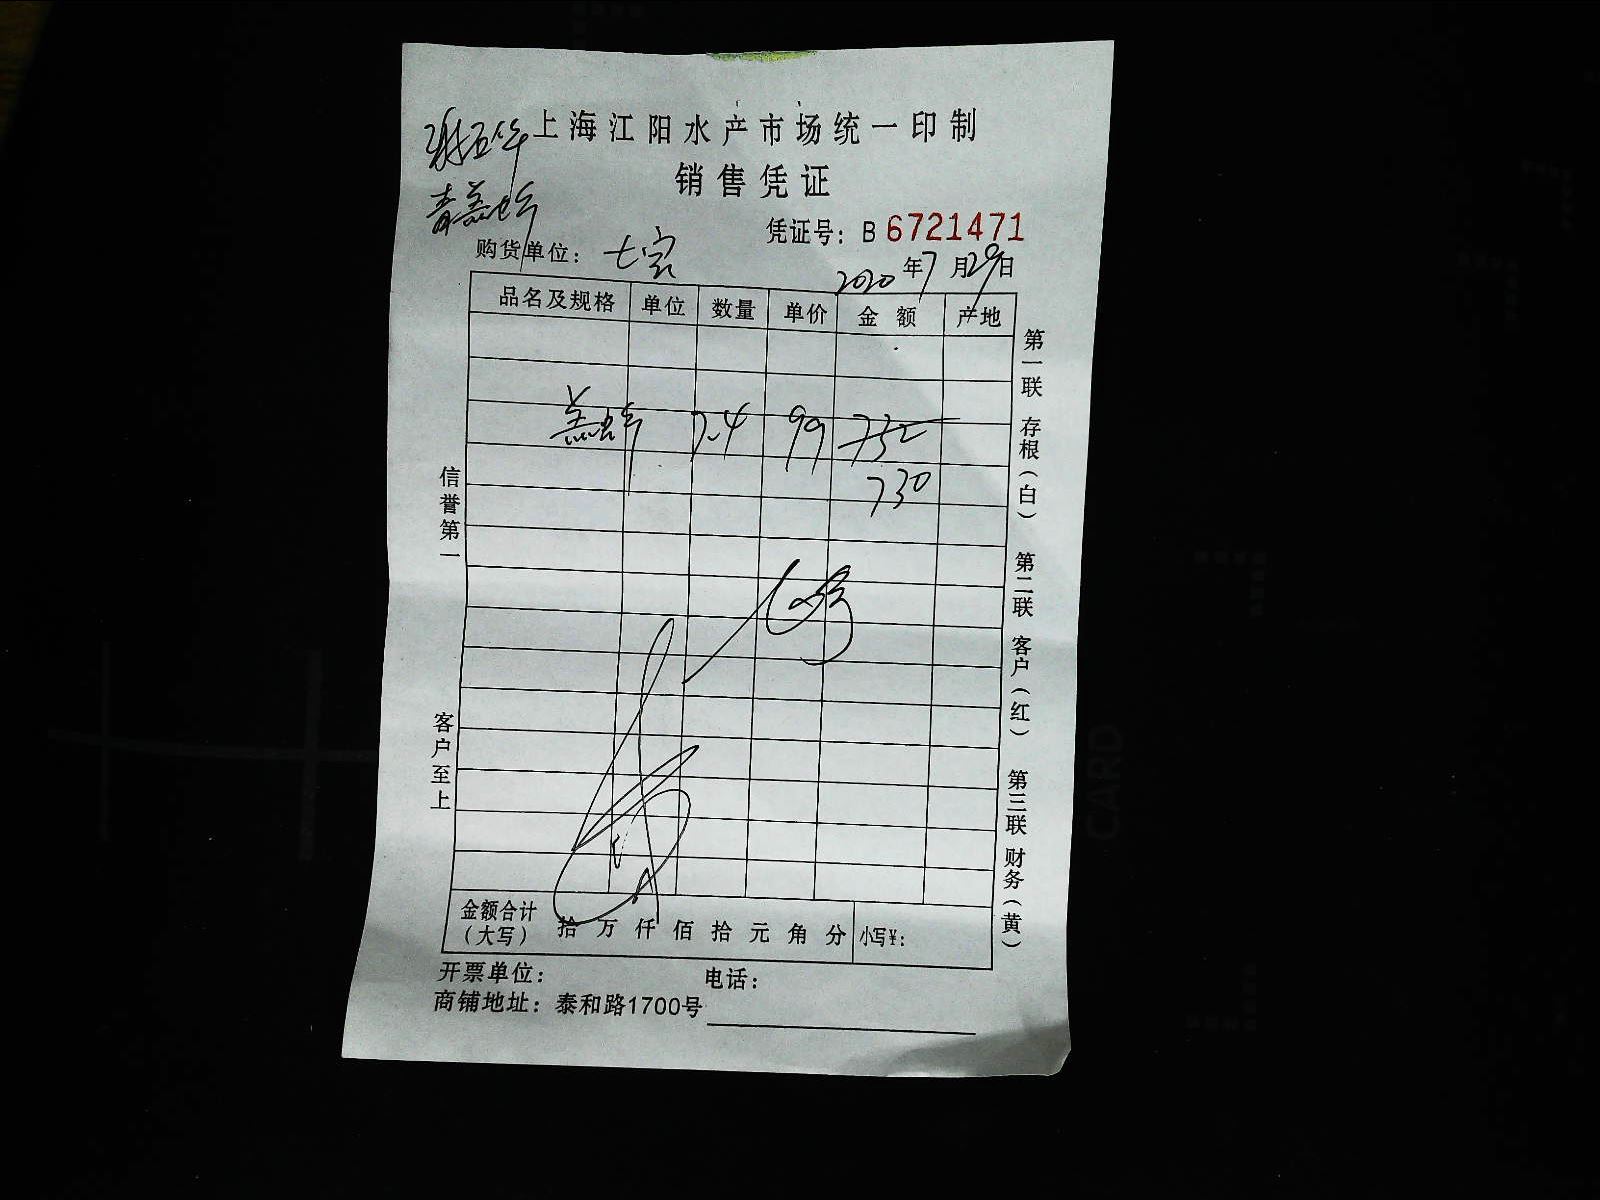 上海江阳水产市场统一印制
销售凭证
凭证号: B 6721471
购货单位: 七宝
2020年7月29日
品名及规格 单位 数量 单价 金额 产地
7.4 99 732
730
信誉第一
客户至上
第一联 存根(白) 第二联 客户(红) 第三联 财务(黄)
金额合计(大写) 拾 万 仟 佰 拾 元 角 分 小写¥:
开票单位: 电话:
商铺地址: 泰和路1700号
CARD